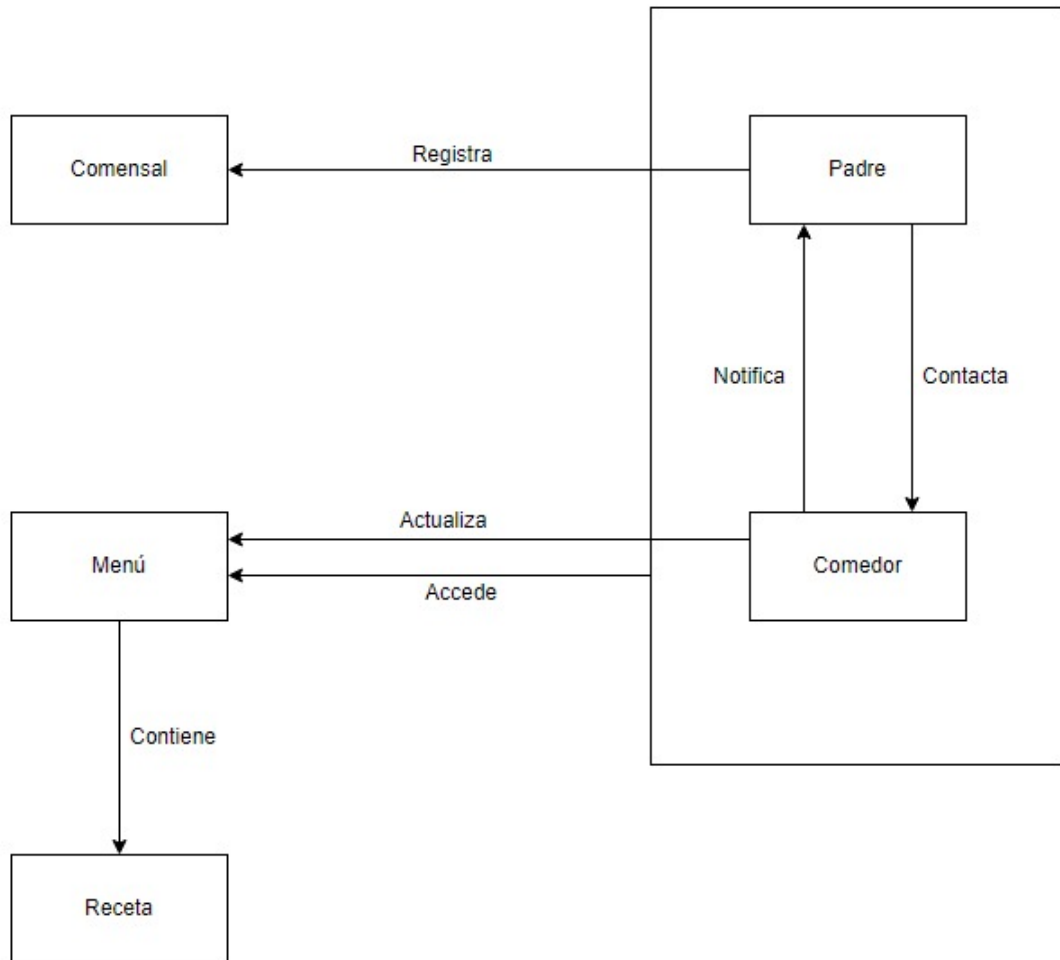 Comensal
Registra
Padre
Notifica
Contacta
Menú
Actualiza
Accede
Comedor
Contiene
Receta